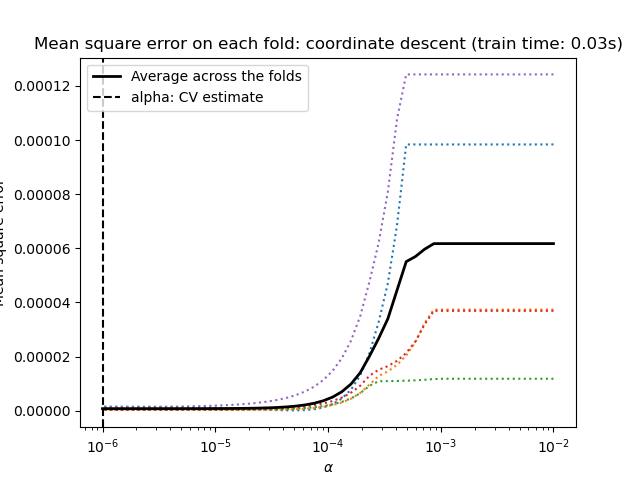 Mean square error on each fold: coordinate descent (train time: 0.03s)
Average across the folds
alpha: CV estimate
0.00012
0.00010
0.00008
0.00006
0.00004
0.00002
0.00000
Mean square error
10⁻⁶
10⁻⁵
10⁻⁴
10⁻³
10⁻²
α